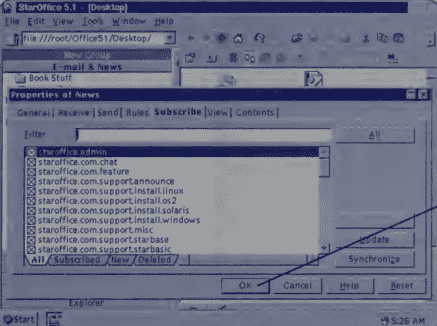 StarOffice 5.1 - [Desktop]
File Edit View Tools Window Help
file:///root/Office51/Desktop/
New Group
E-mail & News
Book Stuff
Properties of News
General Receive Send Rules Subscribe View Contents
Filter
All
staroffice.admin
staroffice.com.chat
staroffice.com.feature
staroffice.com.support.announce
staroffice.com.support.install.linux
staroffice.com.support.install.os2
staroffice.com.support.install.solaris
staroffice.com.support.install.windows
staroffice.com.support.misc
staroffice.com.support.starbase
staroffice.com.support.starbasic
Update
All Subscribed New Deleted
Synchronize
OK Cancel Help Reset
Explorer
Start 5:26 AM